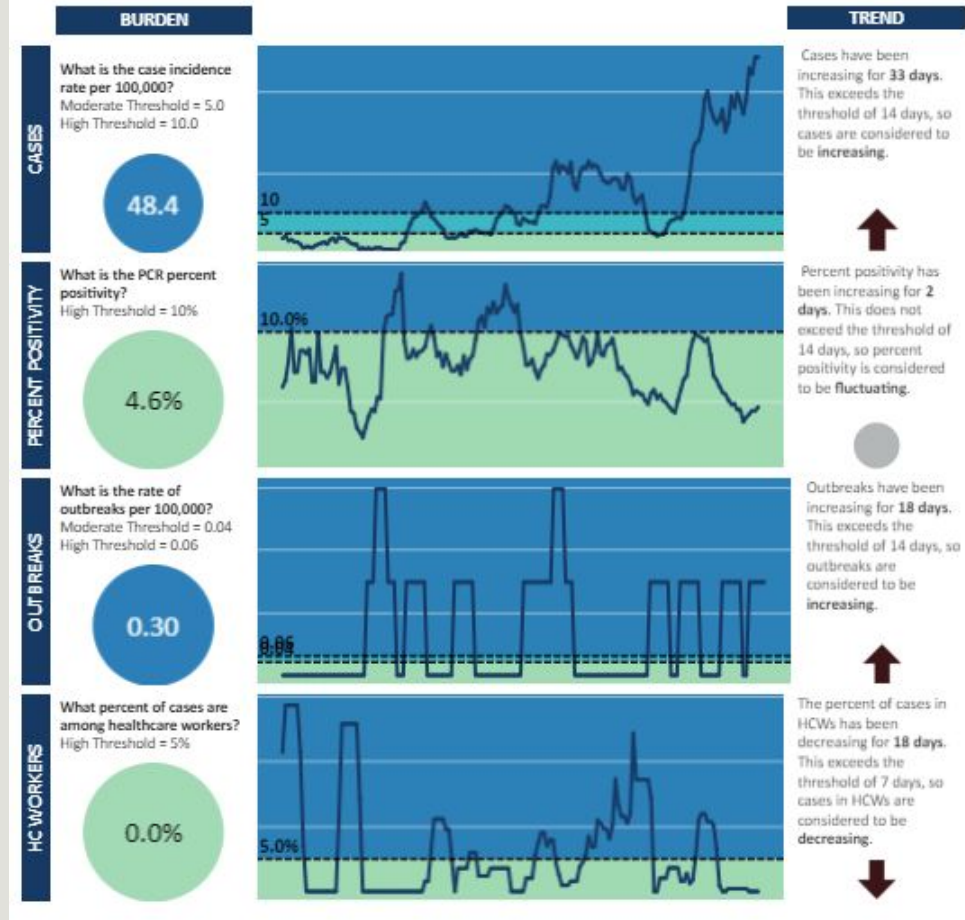 BURDEN
TREND
CASES
What is the case incidence
rate per 100,000?
Moderate Threshold = 5.0
High Threshold = 10.0
48.4
10
5
Cases have been
increasing for 33 days.
This exceeds the
threshold of 14 days, so
cases are considered to
be increasing.
PERCENT POSITIVITY
What is the PCR percent
positivity?
High Threshold = 10%
4.6%
10.0%
Percent positivity has
been increasing for 2
days. This does not
exceed the threshold of
14 days, so percent
positivity is considered
to be fluctuating.
OUTBREAKS
What is the rate of
outbreaks per 100,000?
Moderate Threshold = 0.04
High Threshold = 0.06
0.30
0.06
0.04
Outbreaks have been
increasing for 18 days.
This exceeds the
threshold of 14 days, so
outbreaks are
considered to be
increasing.
HC WORKERS
What percent of cases are
among healthcare workers?
High Threshold = 5%
0.0%
5.0%
The percent of cases in
HCWs has been
decreasing for 18 days.
This exceeds the
threshold of 7 days, so
cases in HCWs are
considered to be
decreasing.